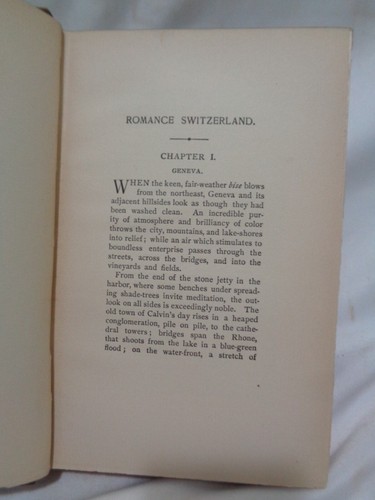 ROMANCE SWITZERLAND.
CHAPTER I.
GENEVA.
WHEN the keen, fair-weather bise blows
from the northeast, Geneva and its
adjacent hillsides look as though they had
been washed clean. An incredible pur-
ity of atmosphere and brilliancy of color
throws the city, mountains, and lake-shores
into relief; while an air which stimulates to
boundless enterprise passes through the
streets, across the bridges, and into the
vineyards and fields.
From the end of the stone jetty in the
harbor, where some benches under spread-
ing shade-trees invite meditation, the out-
look on all sides is exceedingly noble. The
old town of Calvin's day rises in a heaped
conglomeration, pile on pile, to the cathe-
dral towers; bridges span the Rhone,
that shoots from the lake in a blue-green
flood; on the water-front, a stretch of